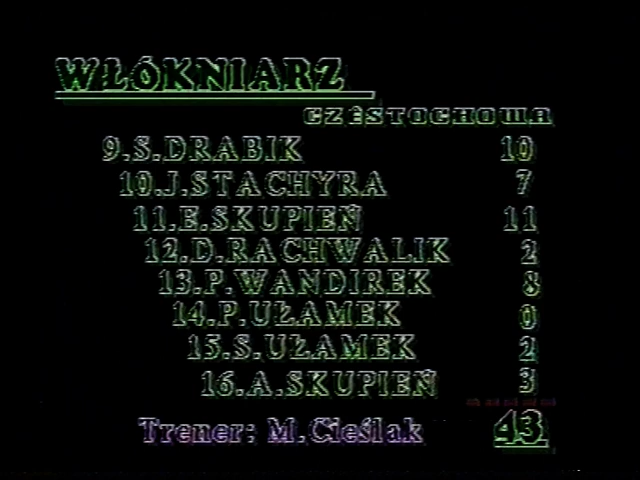 WŁÓKNIARZ
CZĘSTOCHOWA
9.S.DRABIK 10
10.J.STACHYRA 7
11.E.SKUPIEŃ 11
12.D.RACHWALIK 2
13.P.WANDIREK 8
14.P.UŁAMEK 0
15.S.UŁAMEK 2
16.A.SKUPIEŃ 3
Trener: M.Cieślak 43